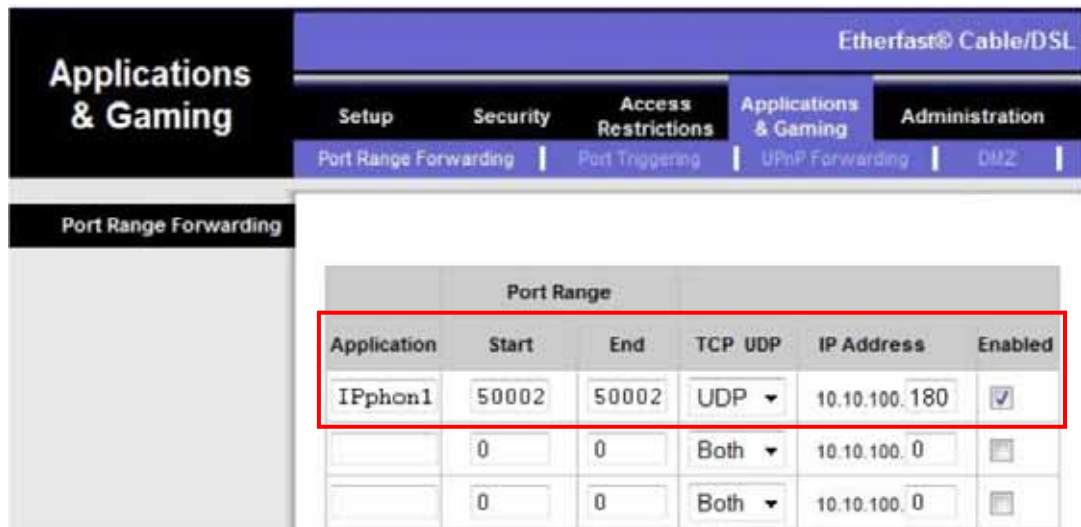 Etherfast® Cable/DSL
Applications
& Gaming
Setup Security Access Restrictions Applications & Gaming Administration
Port Range Forwarding Port Triggering UPnP Forwarding DMZ
Port Range Forwarding
Port Range
Application Start End TCP UDP IP Address Enabled
IPphon1 50002 50002 UDP 10.10.100. 180
0 0 Both 10.10.100. 0
0 0 Both 10.10.100. 0